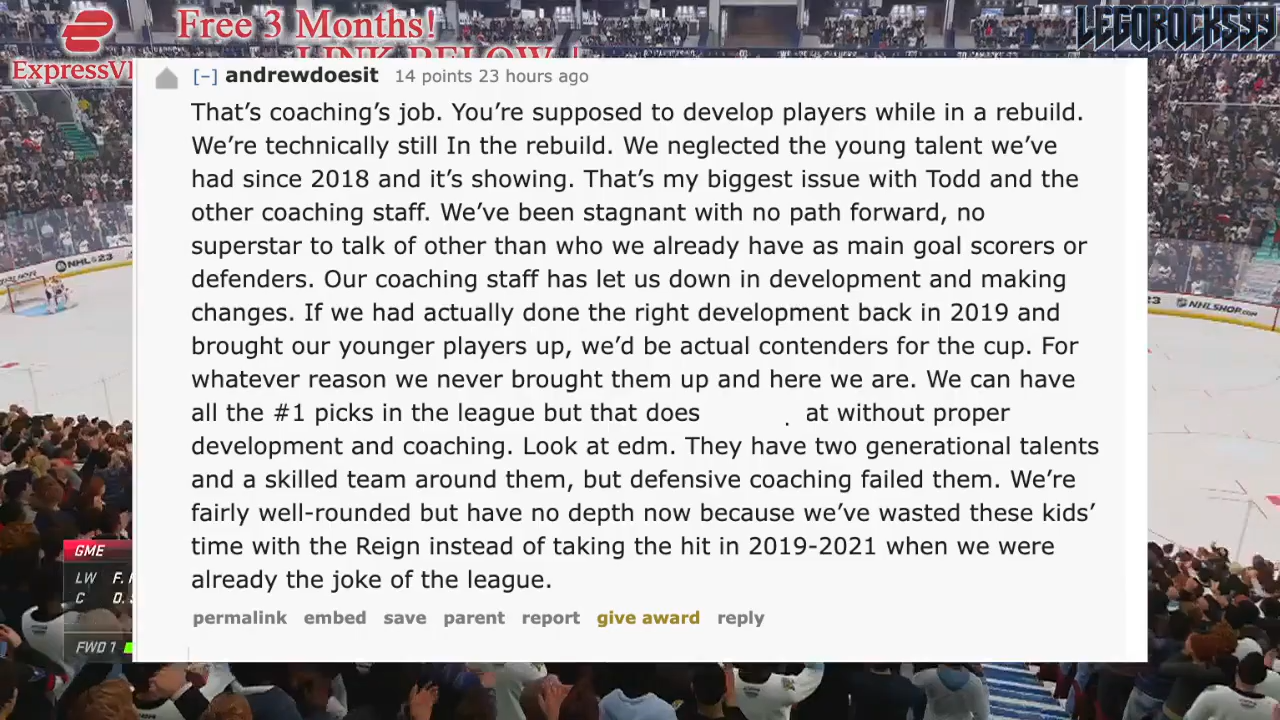 Free 3 Months!
LINK BELOW
LEGOROCKS99
ExpressV
[–] andrewdoesit 14 points 23 hours ago
That's coaching's job. You're supposed to develop players while in a rebuild.
We're technically still In the rebuild. We neglected the young talent we've
had since 2018 and it's showing. That's my biggest issue with Todd and the
other coaching staff. We've been stagnant with no path forward, no
superstar to talk of other than who we already have as main goal scorers or
defenders. Our coaching staff has let us down in development and making
changes. If we had actually done the right development back in 2019 and
brought our younger players up, we'd be actual contenders for the cup. For
whatever reason we never brought them up and here we are. We can have
all the #1 picks in the league but that does at without proper
development and coaching. Look at edm. They have two generational talents
and a skilled team around them, but defensive coaching failed them. We're
fairly well-rounded but have no depth now because we've wasted these kids'
time with the Reign instead of taking the hit in 2019-2021 when we were
already the joke of the league.
permalink embed save parent report give award reply
NHL 23
23 NHLSHOP.com
GME
LW F.
C D.
FWD 1